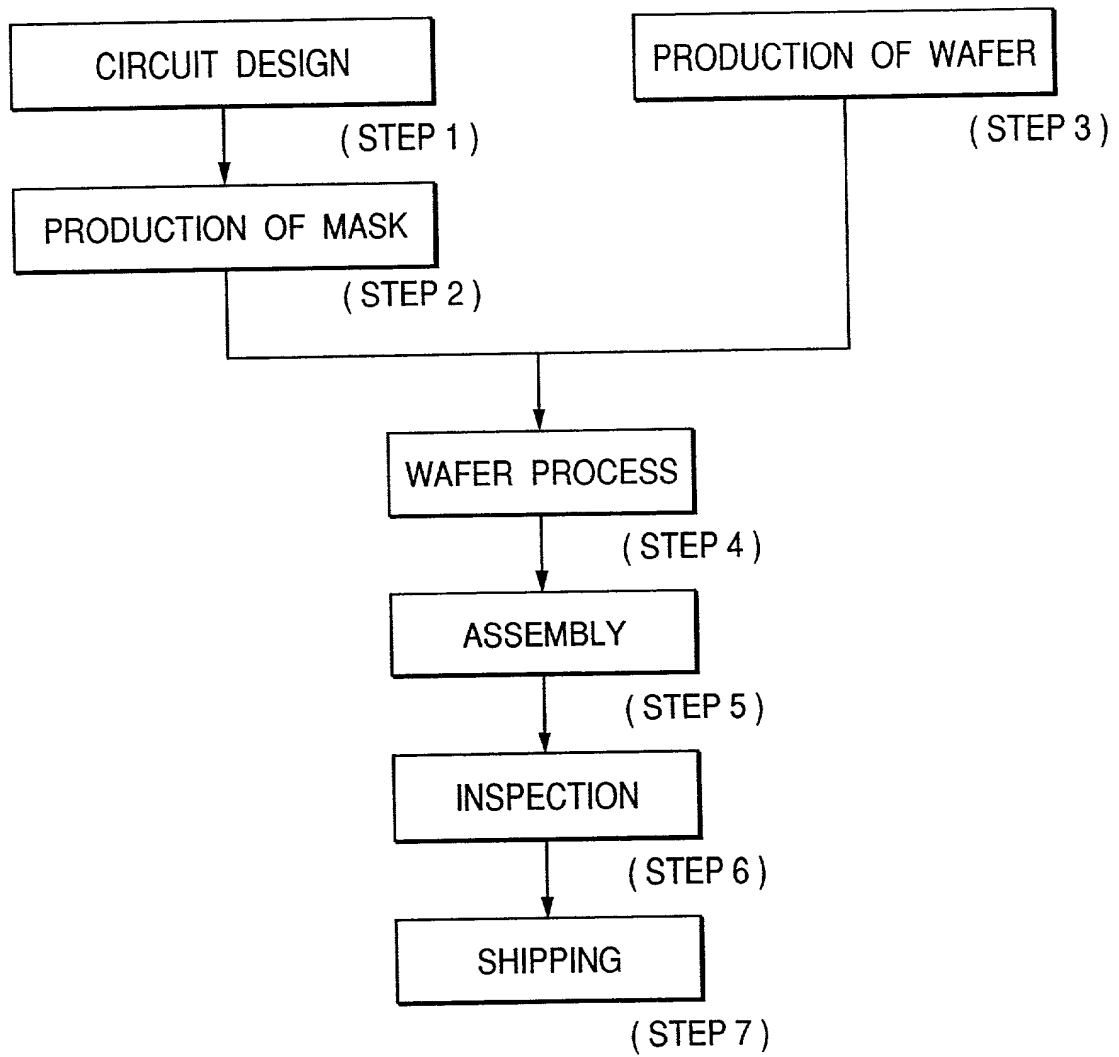 CIRCUIT DESIGN
(STEP 1)
PRODUCTION OF MASK
(STEP 2)
PRODUCTION OF WAFER
(STEP 3)
WAFER PROCESS
(STEP 4)
ASSEMBLY
(STEP 5)
INSPECTION
(STEP 6)
SHIPPING
(STEP 7)